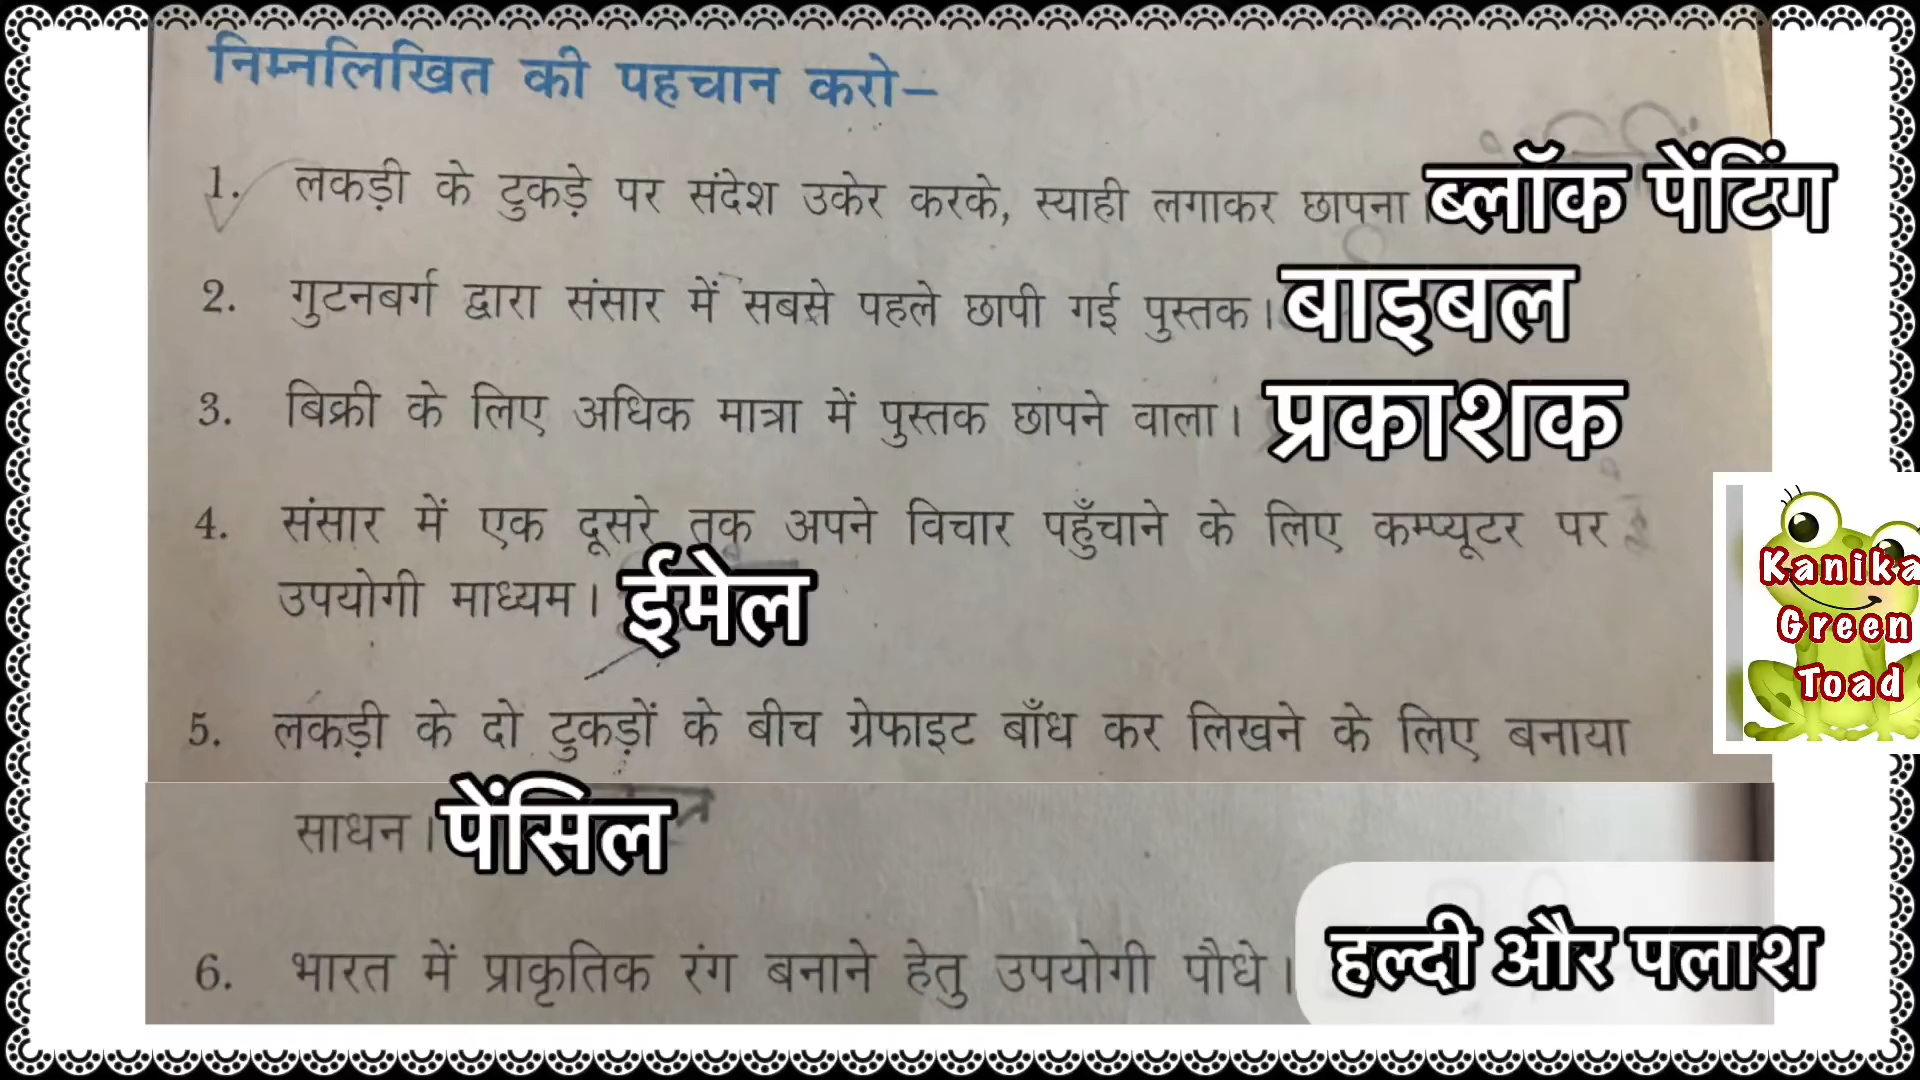 निम्नलिखित की पहचान करो–
1. लकड़ी के टुकड़े पर संदेश उकेर करके, स्याही लगाकर छापना। ब्लॉक पेंटिंग
2. गुटनबर्ग द्वारा संसार में सबसे पहले छापी गई पुस्तक। बाइबल
3. बिक्री के लिए अधिक मात्रा में पुस्तक छापने वाला। प्रकाशक
4. संसार में एक दूसरे तक अपने विचार पहुँचाने के लिए कम्प्यूटर पर
उपयोगी माध्यम। ईमेल
Kanika
Green
Toad
5. लकड़ी के दो टुकड़ों के बीच ग्रेफाइट बाँध कर लिखने के लिए बनाया
साधन। पेंसिल
6. भारत में प्राकृतिक रंग बनाने हेतु उपयोगी पौधे। हल्दी और पलाश